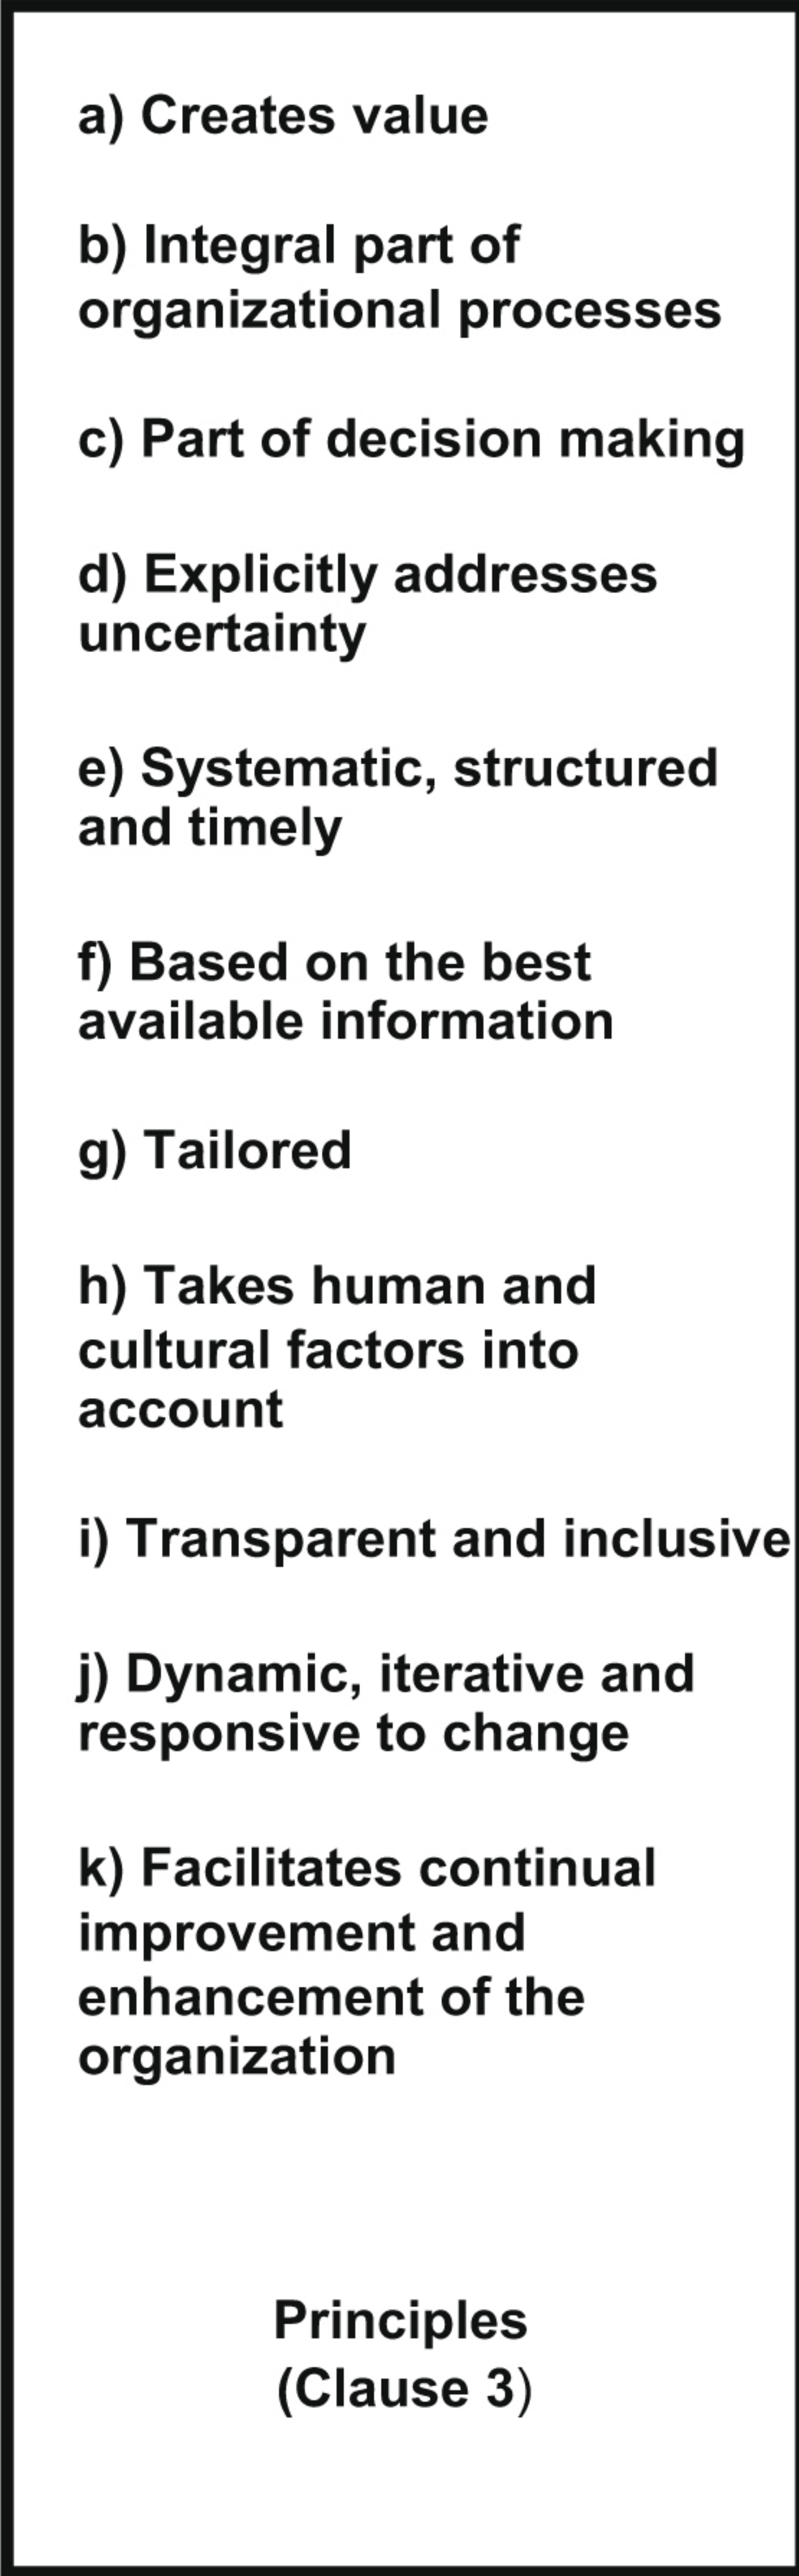 a) Creates value
b) Integral part of
organizational processes
c) Part of decision making
d) Explicitly addresses
uncertainty
e) Systematic, structured
and timely
f) Based on the best
available information
g) Tailored
h) Takes human and
cultural factors into
account
i) Transparent and inclusive
j) Dynamic, iterative and
responsive to change
k) Facilitates continual
improvement and
enhancement of the
organization
Principles
(Clause 3)